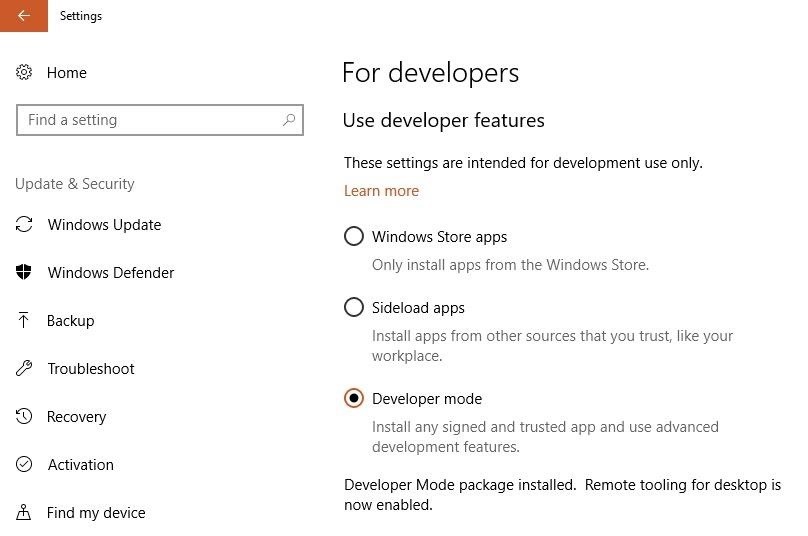 Settings
Home
Find a setting
Update & Security
Windows Update
Windows Defender
Backup
Troubleshoot
Recovery
Activation
Find my device
For developers
Use developer features
These settings are intended for development use only.
Learn more
Windows Store apps
Only install apps from the Windows Store.
Sideload apps
Install apps from other sources that you trust, like your
workplace.
Developer mode
Install any signed and trusted app and use advanced
development features.
Developer Mode package installed.  Remote tooling for desktop is
now enabled.